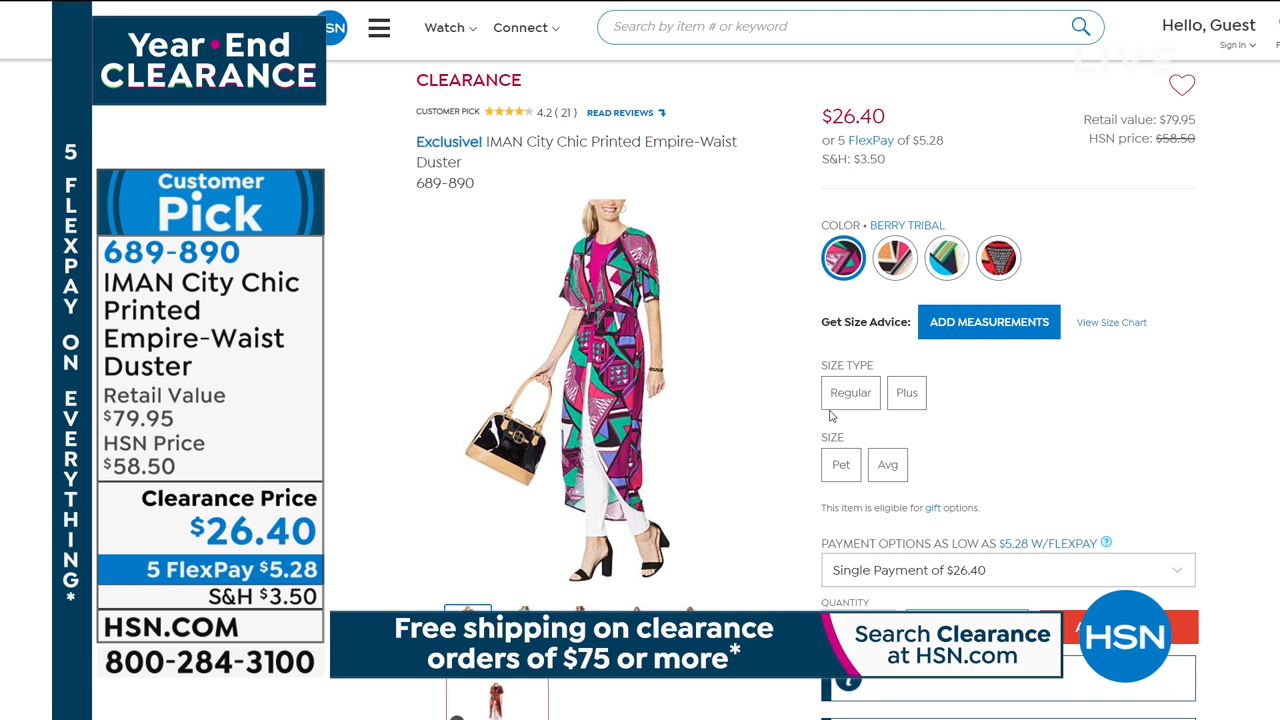 Year • End
CLEARANCE
5 FLEXPAY ON EVERYTHING*
Customer
Pick
689-890
IMAN City Chic
Printed
Empire-Waist
Duster
Retail Value
$79.95
HSN Price
$58.50
Clearance Price
$26.40
5 FlexPay $5.28
S&H $3.50
HSN.COM
800-284-3100
SN
Watch
Connect
Search by item # or keyword
Hello, Guest
Sign In
LIVE
CLEARANCE
CUSTOMER PICK 4.2 ( 21 ) READ REVIEWS
Exclusive! IMAN City Chic Printed Empire-Waist
Duster
689-890
$26.40
or 5 FlexPay of $5.28
S&H: $3.50
Retail value: $79.95
HSN price: $58.50
COLOR • BERRY TRIBAL
Get Size Advice: ADD MEASUREMENTS View Size Chart
SIZE TYPE
Regular Plus
SIZE
Pet Avg
This item is eligible for gift options.
PAYMENT OPTIONS AS LOW AS $5.28 W/FLEXPAY ?
Single Payment of $26.40
QUANTITY
Free shipping on clearance
orders of $75 or more*
Search Clearance
at HSN.com
HSN